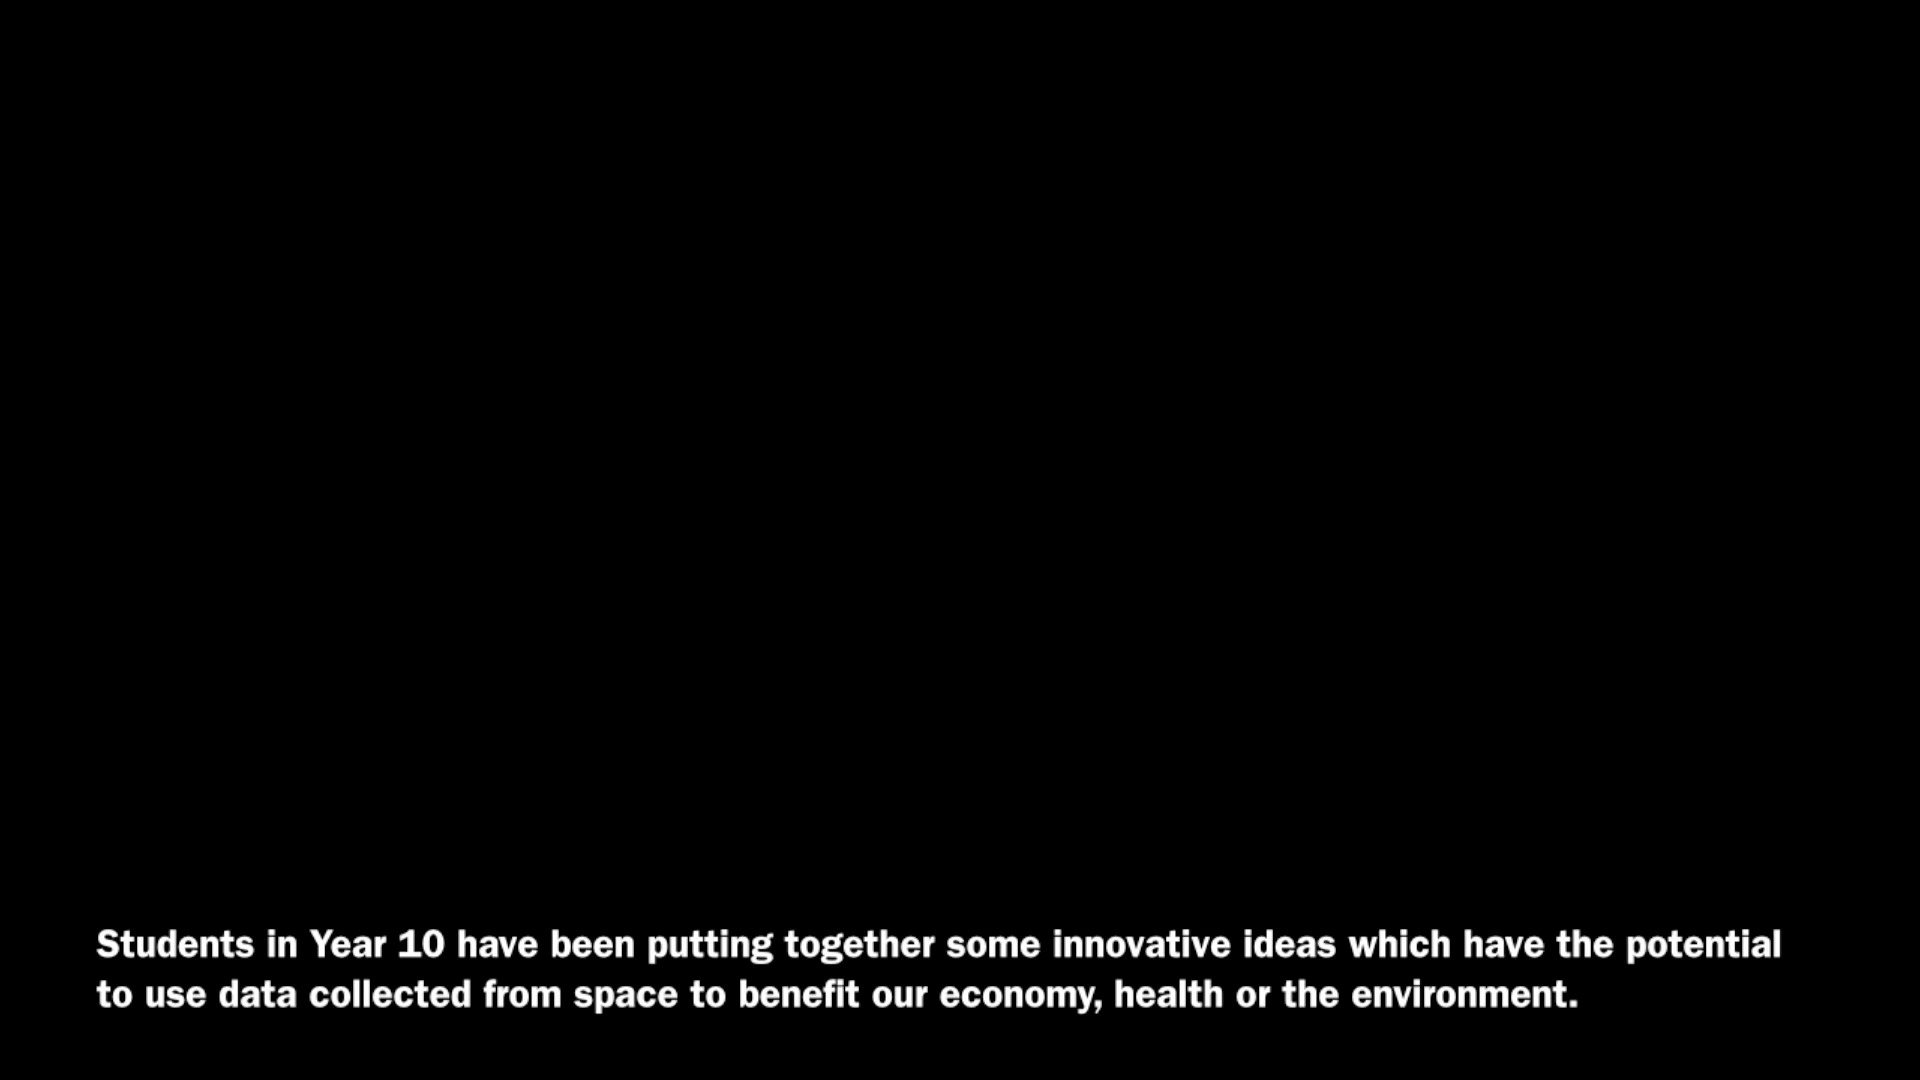 Students in Year 10 have been putting together some innovative ideas which have the potential
to use data collected from space to benefit our economy, health or the environment.